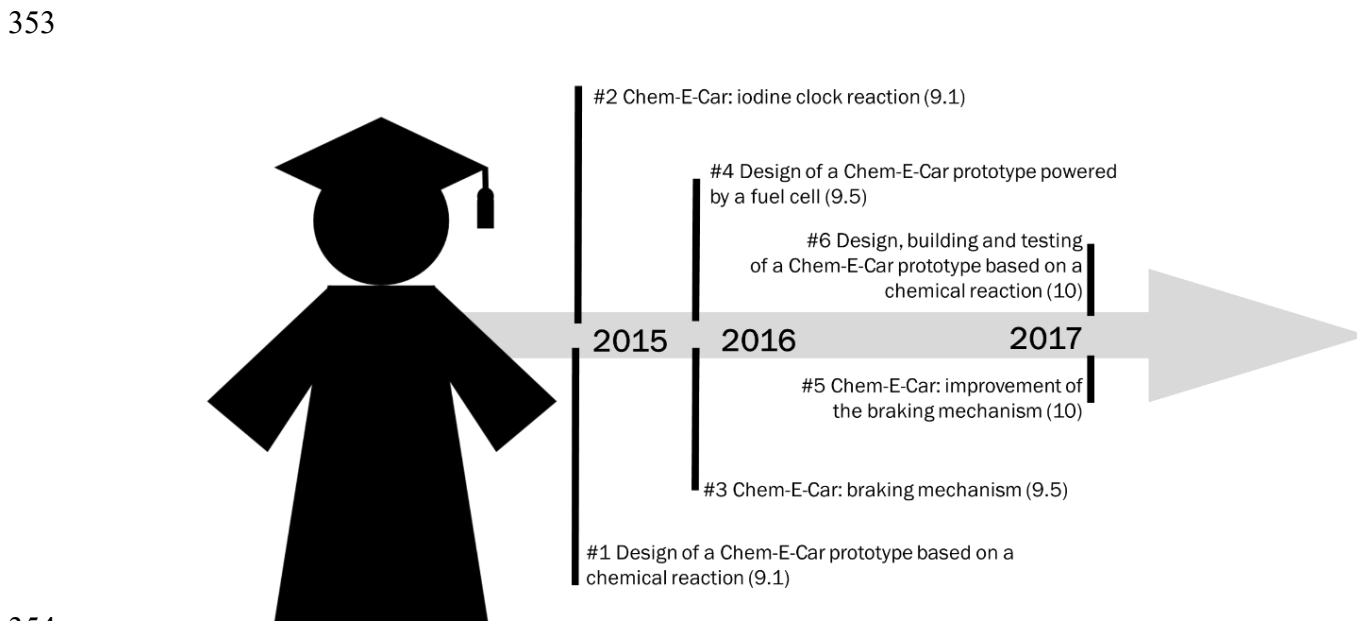 353
#2 Chem-E-Car: iodine clock reaction (9.1)
#4 Design of a Chem-E-Car prototype powered
by a fuel cell (9.5)
#6 Design, building and testing
of a Chem-E-Car prototype based on a
chemical reaction (10)
2015
2016
2017
#5 Chem-E-Car: improvement of
the braking mechanism (10)
#3 Chem-E-Car: braking mechanism (9.5)
#1 Design of a Chem-E-Car prototype based on a
chemical reaction (9.1)